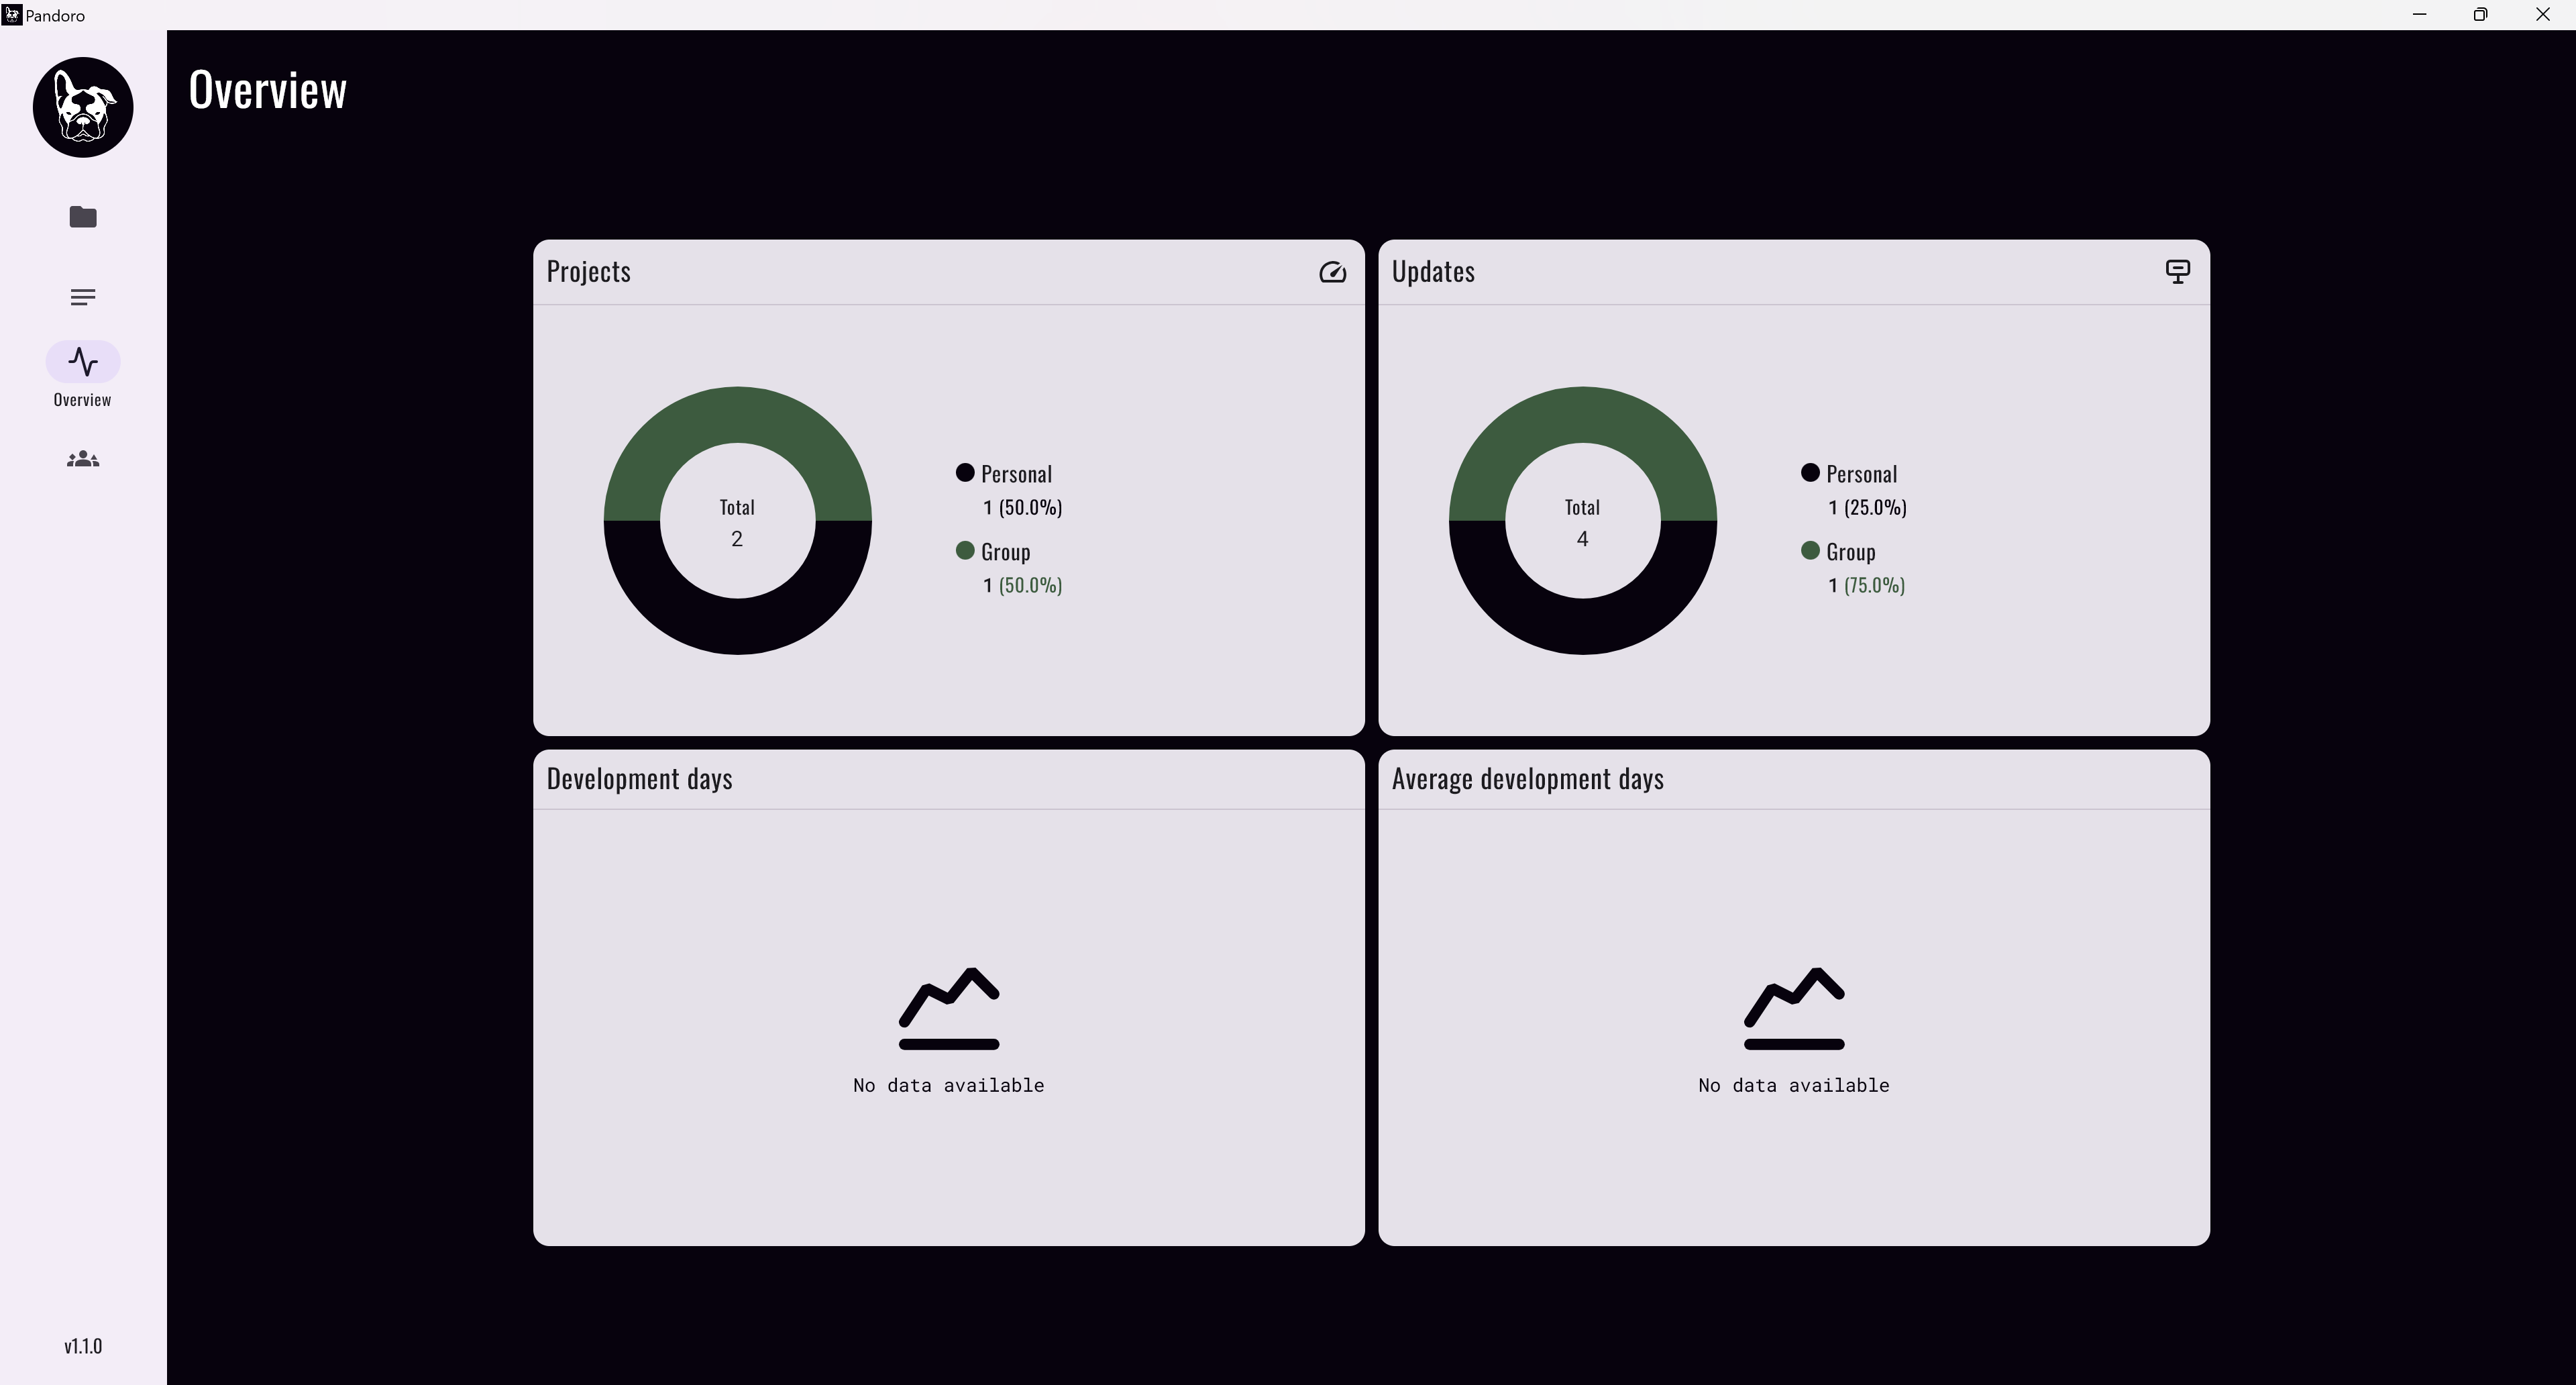 Pandoro
Overview
Overview
v1.1.0
Projects
Total
2
Personal
1 (50.0%)
Group
1 (50.0%)
Updates
Total
4
Personal
1 (25.0%)
Group
1 (75.0%)
Development days
No data available
Average development days
No data available